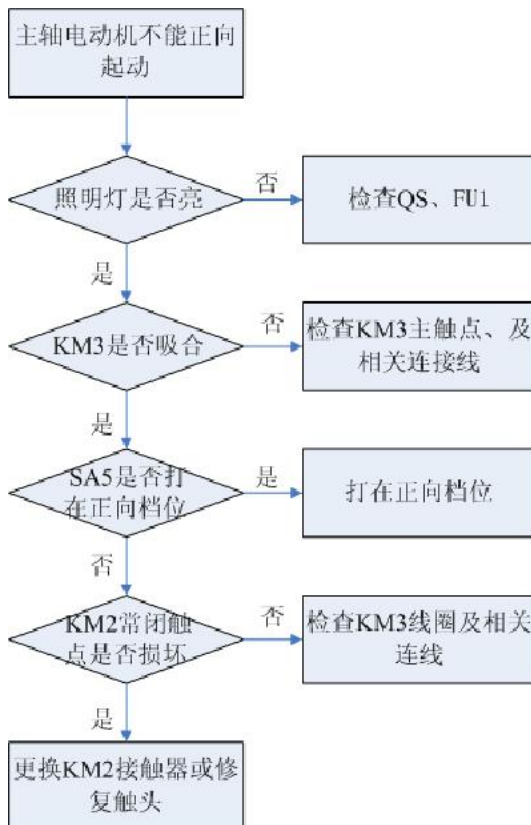 主轴电动机不能正向
起动
照明灯是否亮
否
检查QS、FU1
是
KM3是否吸合
否
检查KM3主触点、及
相关连接线
是
SA5是否打
在正向档位
是
打在正向档位
否
KM2常闭触
点是否损坏
否
检查KM3线圈及相关
连线
是
更换KM2接触器或修
复触头